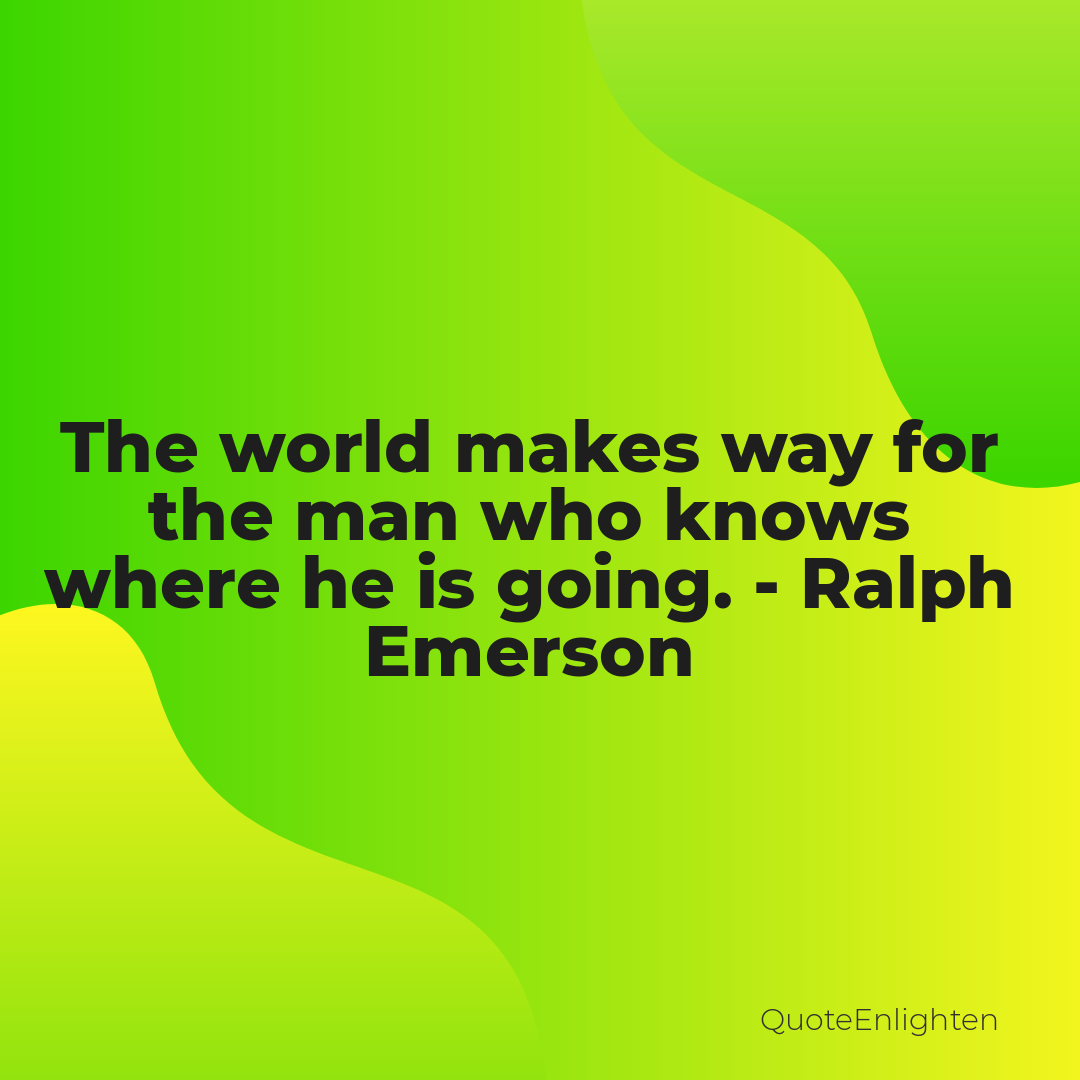 The world makes way for
the man who knows
where he is going. - Ralph
Emerson
QuoteEnlighten